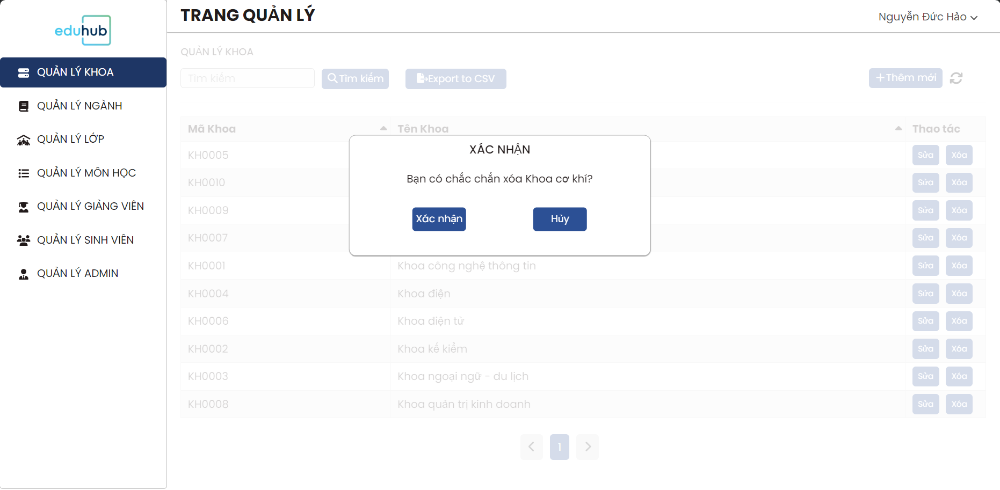 eduhub
TRANG QUẢN LÝ
Nguyễn Đức Hảo
QUẢN LÝ KHOA
QUẢN LÝ NGÀNH
QUẢN LÝ LỚP
QUẢN LÝ MÔN HỌC
QUẢN LÝ GIẢNG VIÊN
QUẢN LÝ SINH VIÊN
QUẢN LÝ ADMIN
QUẢN LÝ KHOA
Tìm kiếm
Tìm kiếm
Export to CSV
Thêm mới
Mã Khoa Tên Khoa Thao tác
KH0005 Sửa Xóa
KH0010 Sửa Xóa
KH0009 Sửa Xóa
KH0007 Sửa Xóa
KH0001 Khoa công nghệ thông tin Sửa Xóa
KH0004 Khoa điện Sửa Xóa
KH0006 Khoa điện tử Sửa Xóa
KH0002 Khoa kế kiểm Sửa Xóa
KH0003 Khoa ngoại ngữ - du lịch Sửa Xóa
KH0008 Khoa quản trị kinh doanh Sửa Xóa
1
XÁC NHẬN
Bạn có chắc chắn xóa Khoa cơ khí?
Xác nhận
Hủy